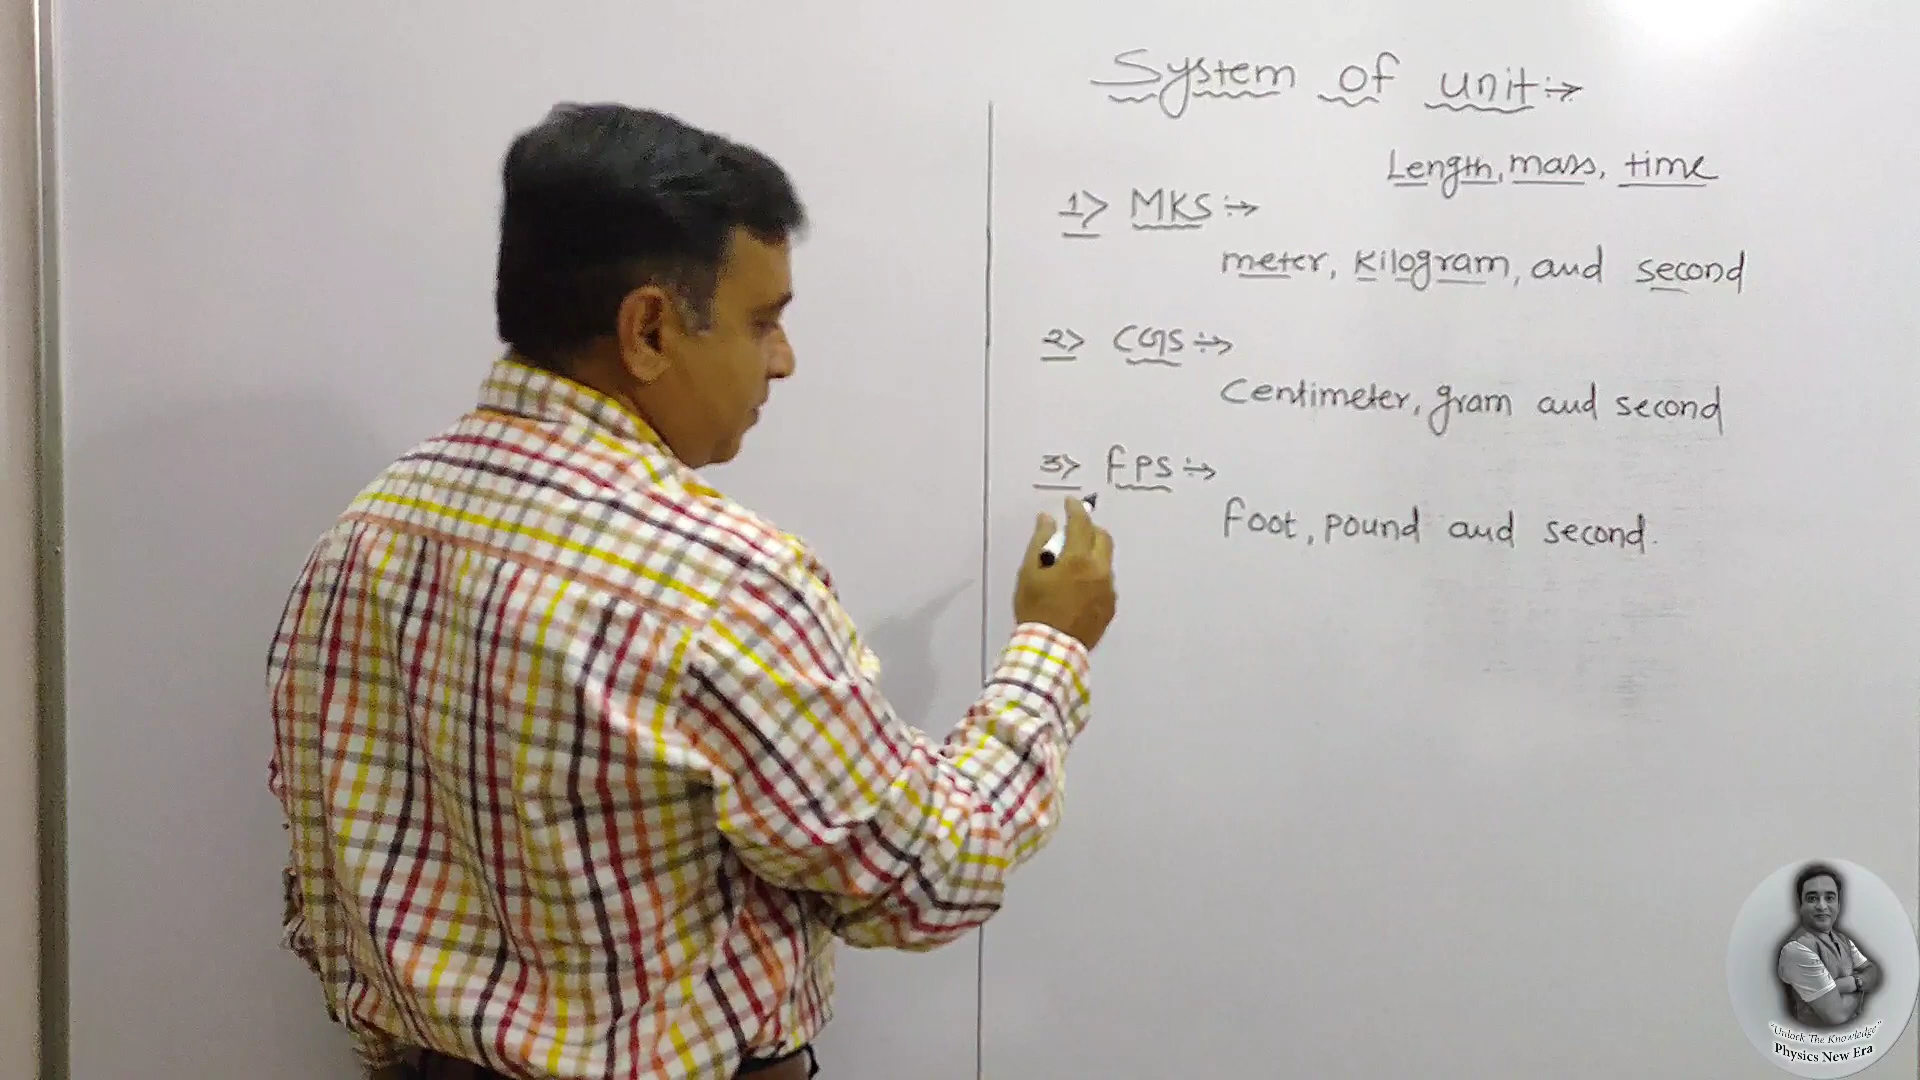 System of unit:→
Length, mass, time
1> MKS:→
meter, Kilogram, and second
2> CGS:→
Centimeter, gram and second
3> FPS:→
Foot, pound and second.
"Unlock The Knowledge"
Physics New Era